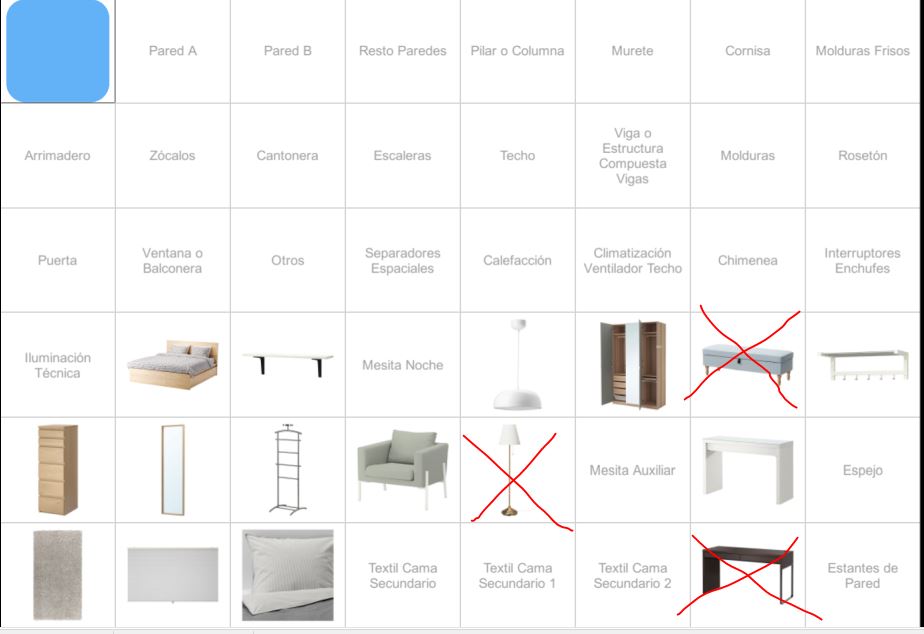 Pared A
Pared B
Resto Paredes
Pilar o Columna
Murete
Cornisa
Molduras Frisos
Arrimadero
Zócalos
Cantonera
Escaleras
Techo
Viga o
Estructura
Compuesta
Vigas
Molduras
Rosetón
Puerta
Ventana o
Balconera
Otros
Separadores
Espaciales
Calefacción
Climatización
Ventilador Techo
Chimenea
Interruptores
Enchufes
Iluminación
Técnica
Mesita Noche
Mesita Auxiliar
Espejo
Textil Cama
Secundario
Textil Cama
Secundario 1
Textil Cama
Secundario 2
Estantes de
Pared